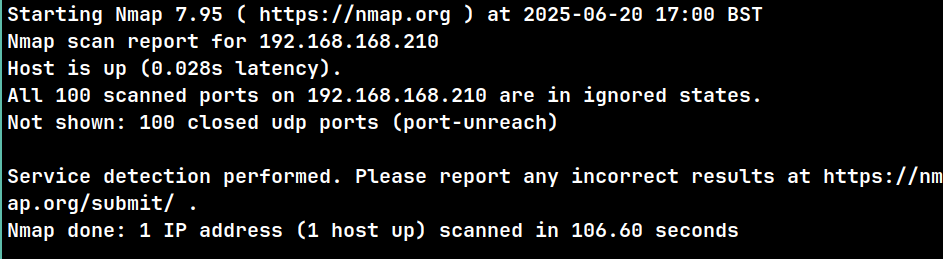 Starting Nmap 7.95 ( https://nmap.org ) at 2025-06-20 17:00 BST
Nmap scan report for 192.168.168.210
Host is up (0.028s latency).
All 100 scanned ports on 192.168.168.210 are in ignored states.
Not shown: 100 closed udp ports (port-unreach)
Service detection performed. Please report any incorrect results at https://nm
ap.org/submit/ .
Nmap done: 1 IP address (1 host up) scanned in 106.60 seconds